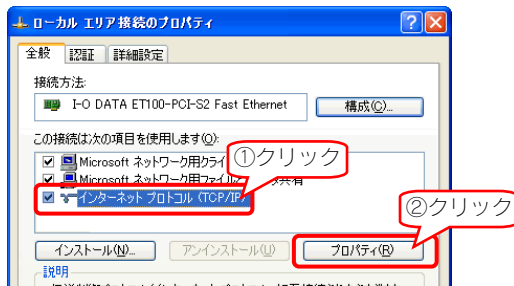 ローカル エリア接続のプロパティ
全般 認証 詳細設定
接続方法:
I-O DATA ET100-PCI-S2 Fast Ethernet 構成(C)...
この接続は次の項目を使用します(O):
Microsoft ネットワーク用クライ
①クリック
Microsoft ネットワーク用ファイル
共有
インターネット プロトコル (TCP/IP)
②クリック
インストール(N)... アンインストール(U) プロパティ(R)
説明